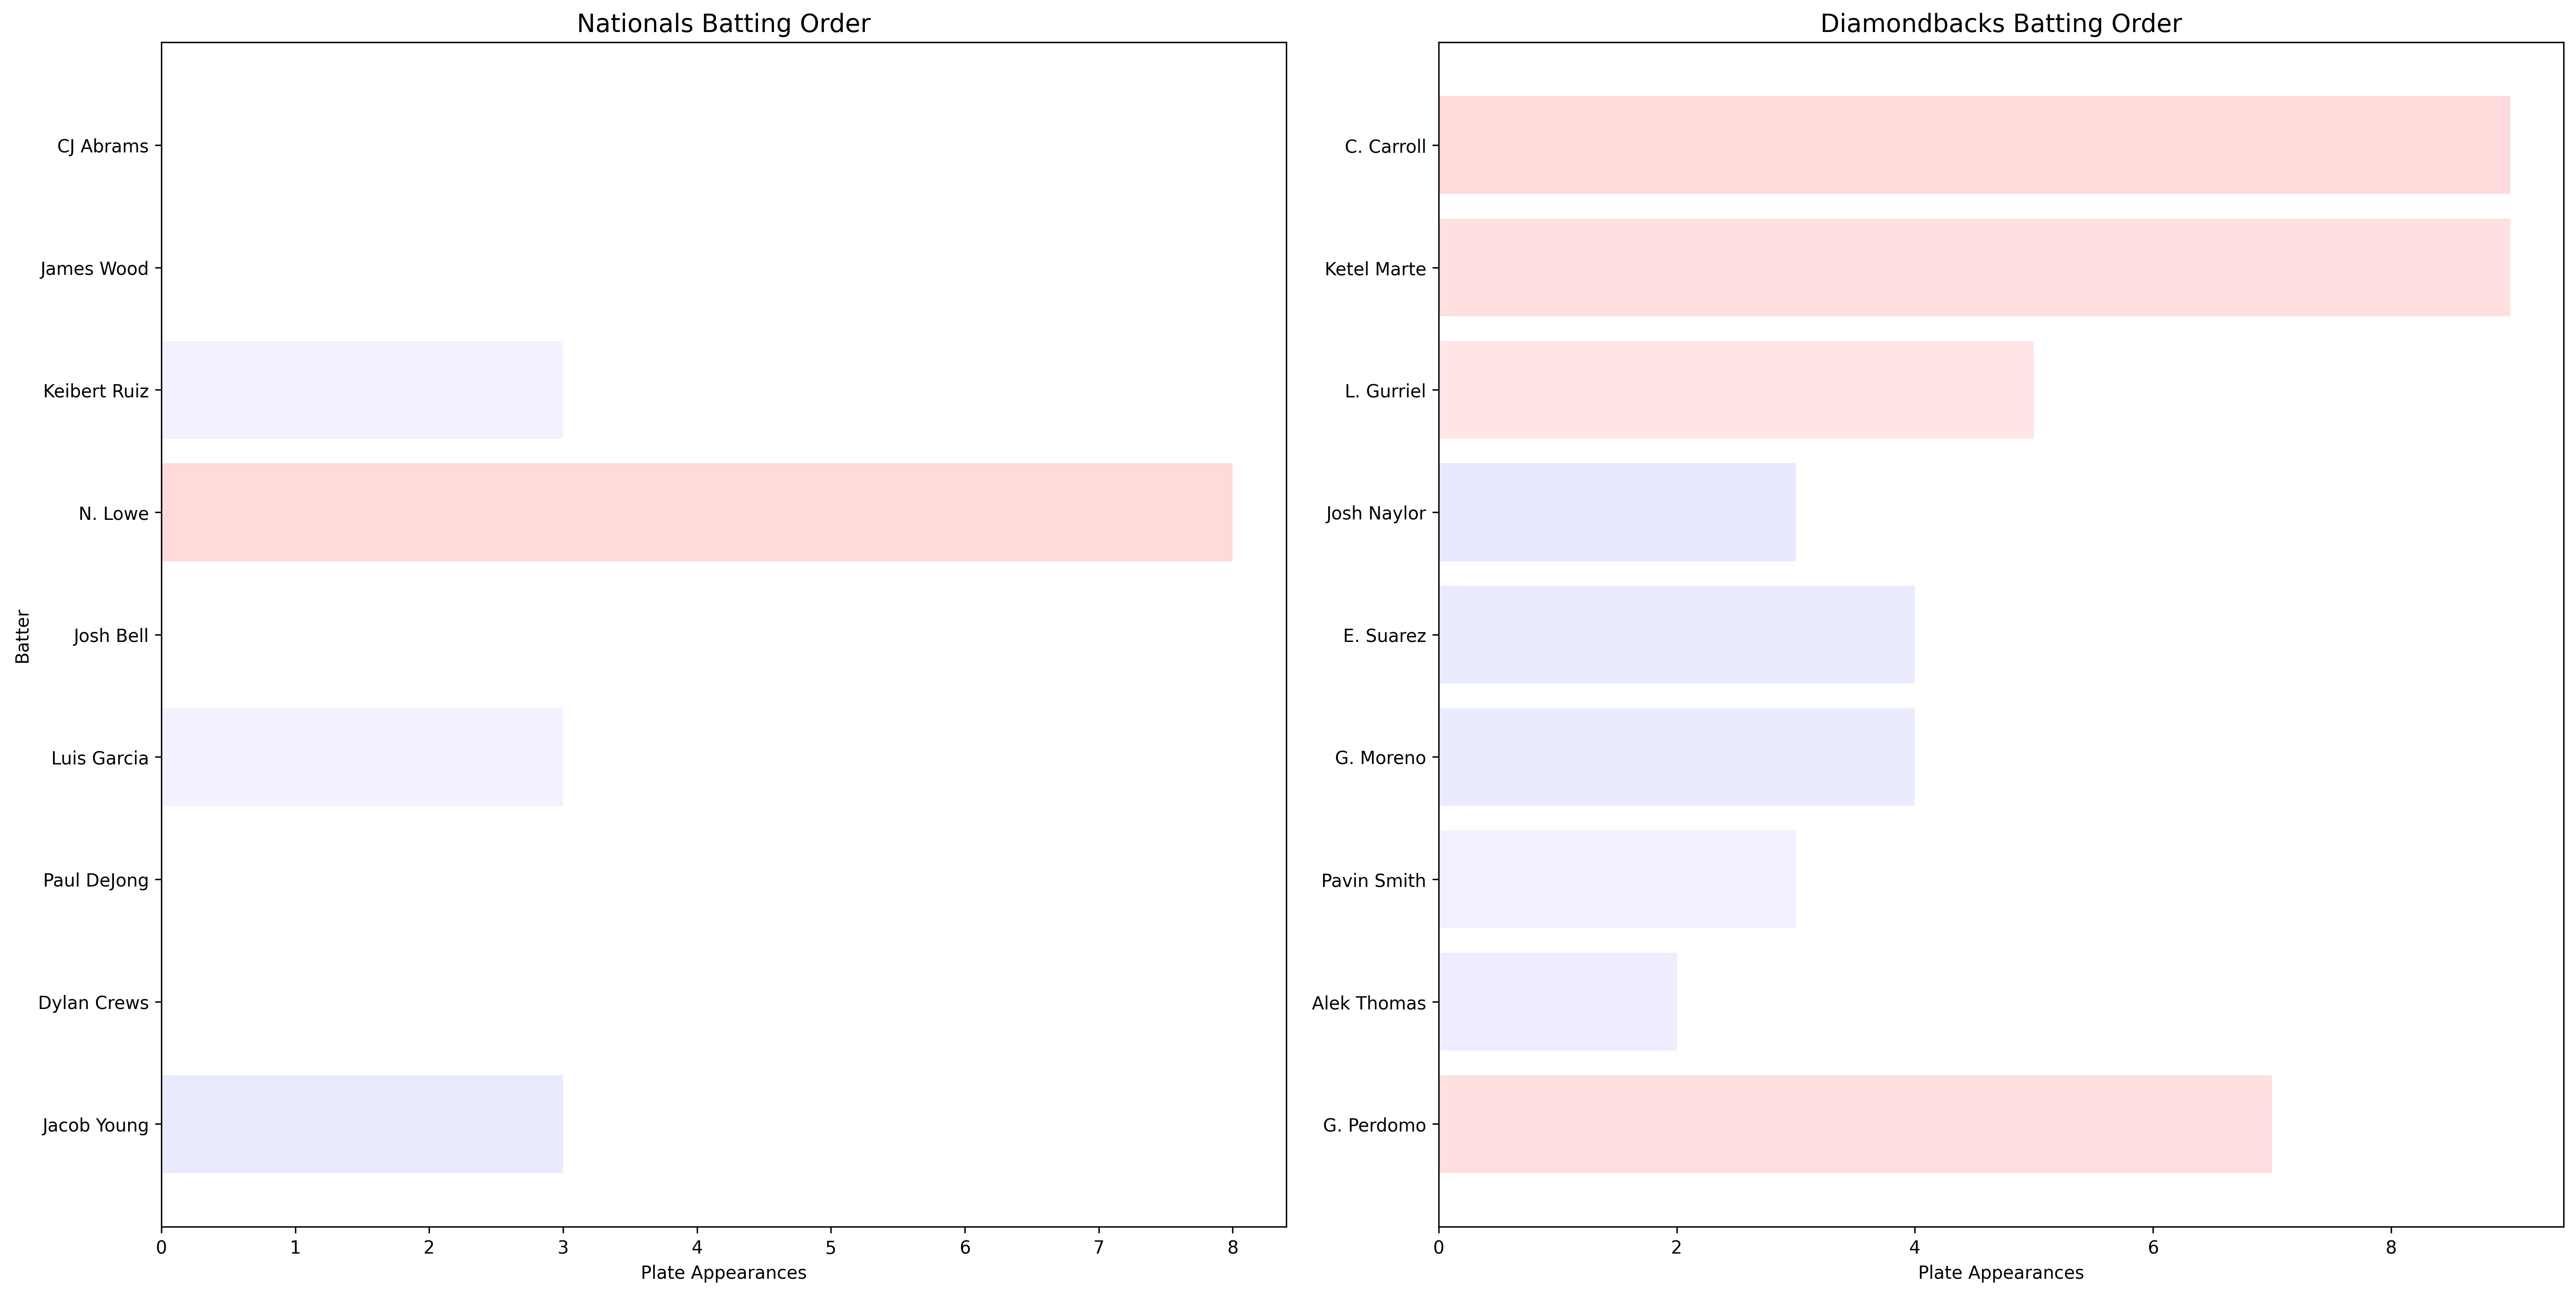 Nationals Batting Order
Batter
CJ Abrams
James Wood
Keibert Ruiz
N. Lowe
Josh Bell
Luis Garcia
Paul DeJong
Dylan Crews
Jacob Young
0 1 2 3 4 5 6 7 8
Plate Appearances
Diamondbacks Batting Order
C. Carroll
Ketel Marte
L. Gurriel
Josh Naylor
E. Suarez
G. Moreno
Pavin Smith
Alek Thomas
G. Perdomo
0 2 4 6 8
Plate Appearances